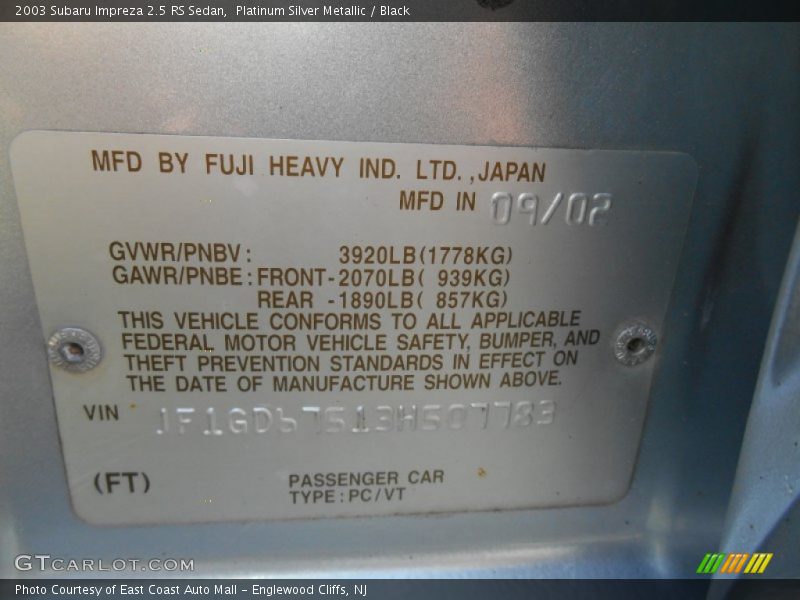 2003 Subaru Impreza 2.5 RS Sedan, Platinum Silver Metallic / Black
MFD BY FUJI HEAVY IND. LTD., JAPAN
MFD IN 09/02
GVWR/PNBV: 3920LB(1778KG)
GAWR/PNBE: FRONT-2070LB( 939KG)
REAR -1890LB( 857KG)
THIS VEHICLE CONFORMS TO ALL APPLICABLE
FEDERAL MOTOR VEHICLE SAFETY, BUMPER, AND
THEFT PREVENTION STANDARDS IN EFFECT ON
THE DATE OF MANUFACTURE SHOWN ABOVE.
VIN JF1GD67513H507783
(FT) PASSENGER CAR
TYPE:PC/VT
GTCARLOT.COM
Photo Courtesy of East Coast Auto Mall - Englewood Cliffs, NJ